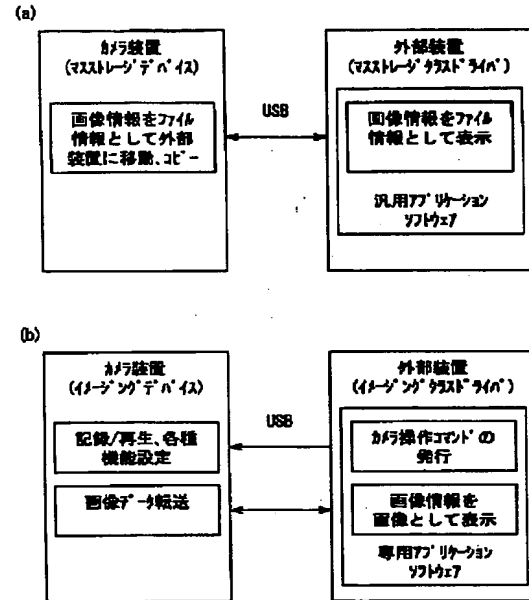 (a)
カメラ装置
(マスストレージデバイス)
画像情報をファイル
情報として外部
装置に移動、コピー
USB
外部装置
(マスストレージクラスドライバ)
画像情報をファイル
情報として表示
汎用アプリケーション
ソフトウェア
(b)
カメラ装置
(イメージングデバイス)
記録/再生、各種
機能設定
画像データ転送
USB
外部装置
(イメージングクラスドライバ)
カメラ操作コマンドの
発行
画像情報を
画像として表示
専用アプリケーション
ソフトウェア